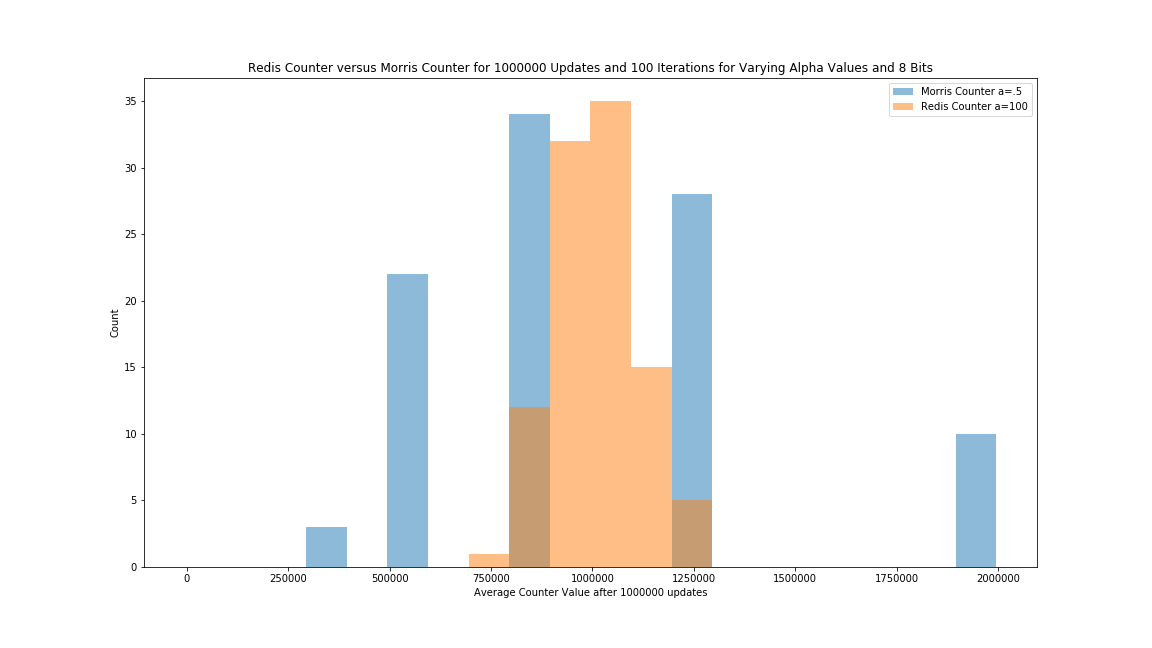 Redis Counter versus Morris Counter for 1000000 Updates and 100 Iterations for Varying Alpha Values and 8 Bits
Morris Counter a=.5
Redis Counter a=100
35
30
25
20
15
10
5
0
Count
0 250000 500000 750000 1000000 1250000 1500000 1750000 2000000
Average Counter Value after 1000000 updates